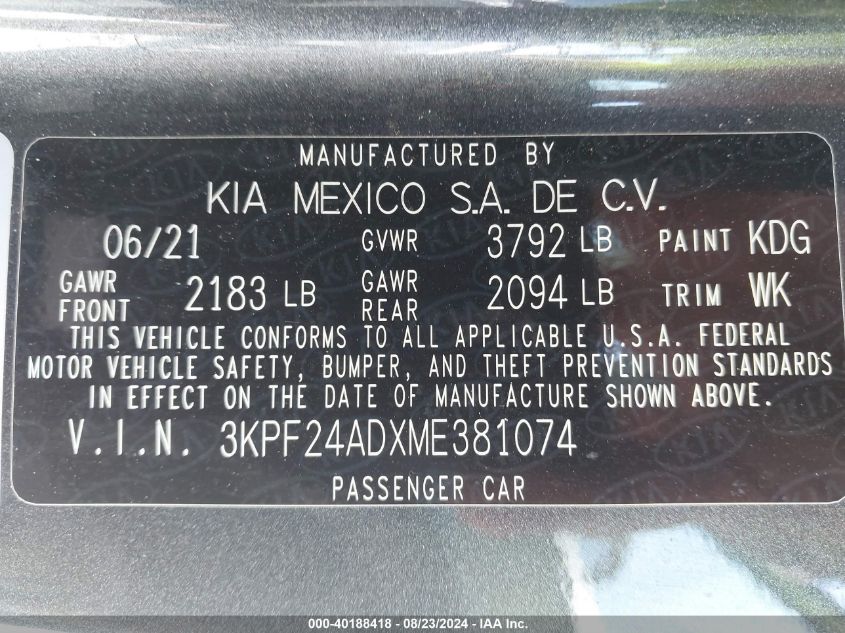 MANUFACTURED BY
KIA MEXICO S.A. DE C.V.
06/21 GVWR 3792 LB PAINT KDG
GAWR FRONT 2183 LB GAWR REAR 2094 LB TRIM WK
THIS VEHICLE CONFORMS TO ALL APPLICABLE U.S.A. FEDERAL
MOTOR VEHICLE SAFETY, BUMPER, AND THEFT PREVENTION STANDARDS
IN EFFECT ON THE DATE OF MANUFACTURE SHOWN ABOVE.
V.I.N. 3KPF24ADXME381074
PASSENGER CAR
000-40188418 - 08/23/2024 - IAA Inc.